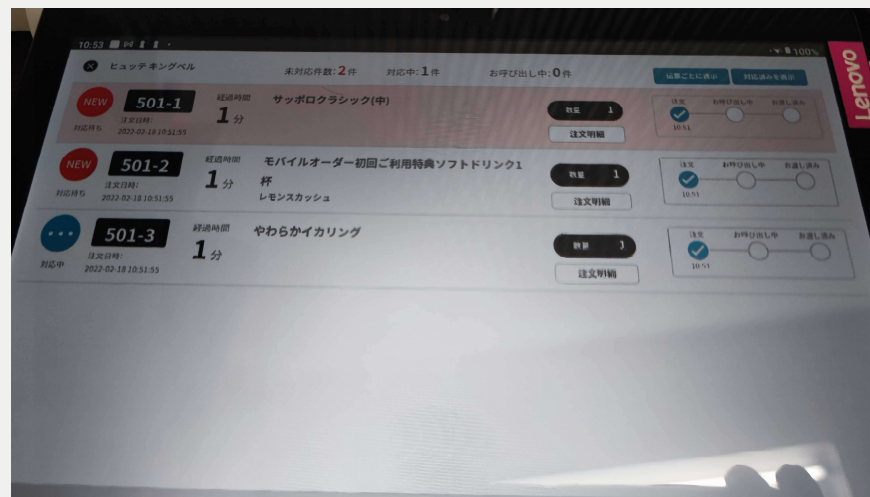 10:53
100%
ヒュッテキングベル
未対応件数:2件 対応中:1件 お呼び出し中:0件
伝票ごとに表示 対応済みを表示
NEW
対応待ち
501-1
注文日時:
2022-02-18 10:51:55
経過時間
1分
サッポロクラシック(中)
数量 1
注文明細
注文 お呼び出し中 お渡し済み
10:51
NEW
対応待ち
501-2
注文日時:
2022-02-18 10:51:55
経過時間
1分
モバイルオーダー初回ご利用特典ソフトドリンク1
杯
レモンスカッシュ
数量 1
注文明細
注文 お呼び出し中 お渡し済み
10:51
対応中
501-3
注文日時:
2022-02-18 10:51:55
経過時間
1分
やわらかイカリング
数量 1
注文明細
注文 お呼び出し中 お渡し済み
10:51
Lenovo